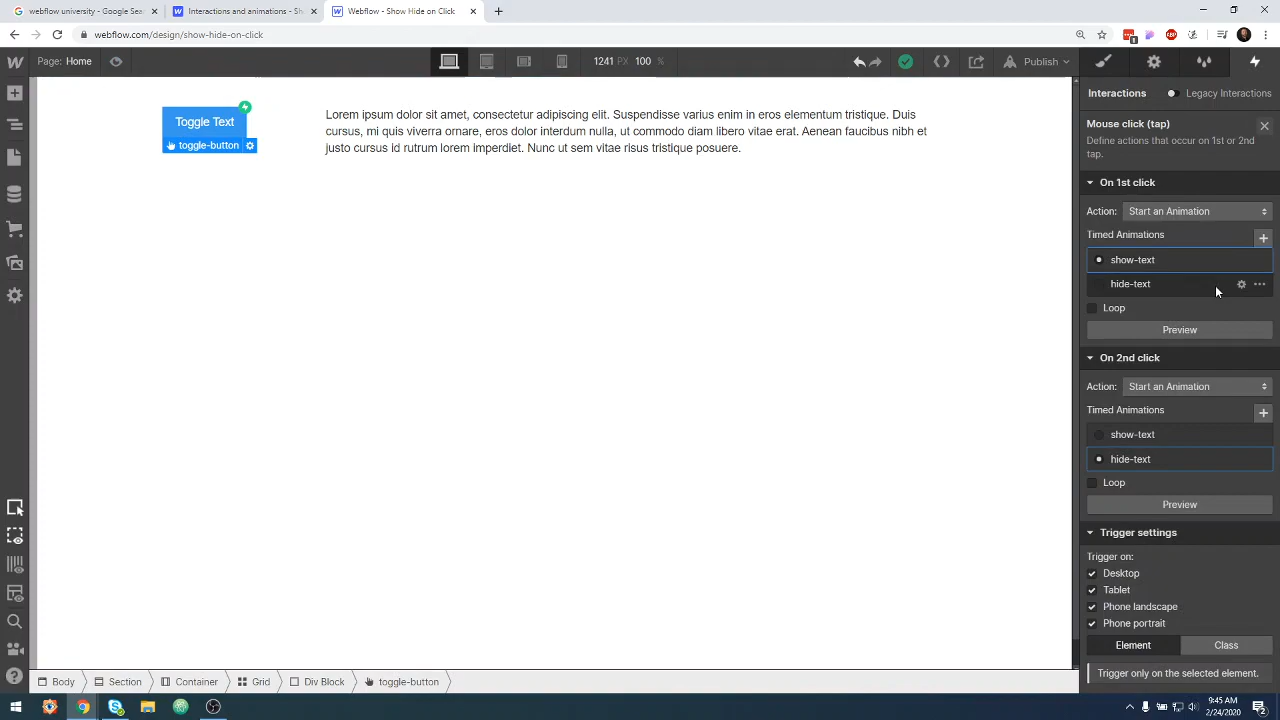 webflow university - Google Sea
Interactions and animations - Sh
Webflow - Show Hide on Click
webflow.com/design/show-hide-on-click
Page: Home
1241 PX 100 %
Publish
Toggle Text
toggle-button
Lorem ipsum dolor sit amet, consectetur adipiscing elit. Suspendisse varius enim in eros elementum tristique. Duis
cursus, mi quis viverra ornare, eros dolor interdum nulla, ut commodo diam libero vitae erat. Aenean faucibus nibh et
justo cursus id rutrum lorem imperdiet. Nunc ut sem vitae risus tristique posuere.
Interactions
Legacy Interactions
Mouse click (tap)
Define actions that occur on 1st or 2nd
tap.
On 1st click
Action: Start an Animation
Timed Animations
show-text
hide-text
Loop
Preview
On 2nd click
Action: Start an Animation
Timed Animations
show-text
hide-text
Loop
Preview
Trigger settings
Trigger on:
Desktop
Tablet
Phone landscape
Phone portrait
Element Class
Trigger only on the selected element.
Body Section Container Grid Div Block toggle-button
9:45 AM
2/24/2020